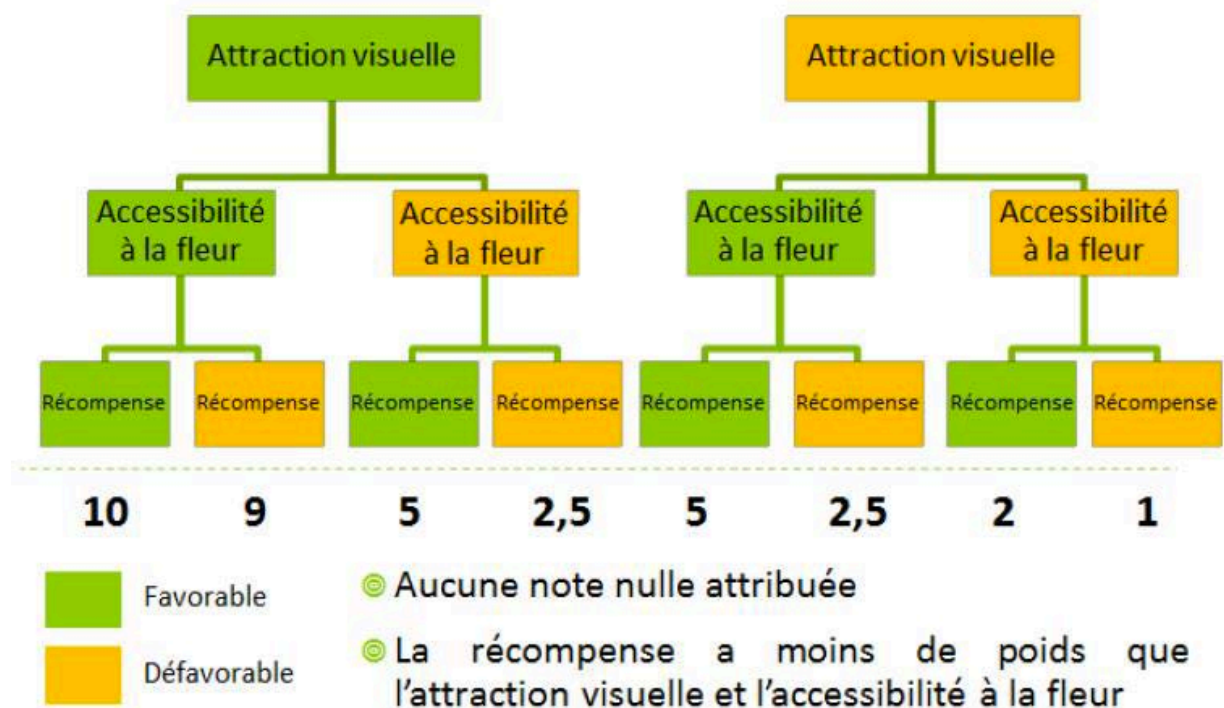 Attraction visuelle
Attraction visuelle
Accessibilité
à la fleur
Accessibilité
à la fleur
Accessibilité
à la fleur
Accessibilité
à la fleur
Récompense
Récompense
Récompense
Récompense
Récompense
Récompense
Récompense
Récompense
10 9 5 2,5 5 2,5 2 1
Favorable
Défavorable
Aucune note nulle attribuée
La récompense a moins de poids que
l’attraction visuelle et l’accessibilité à la fleur